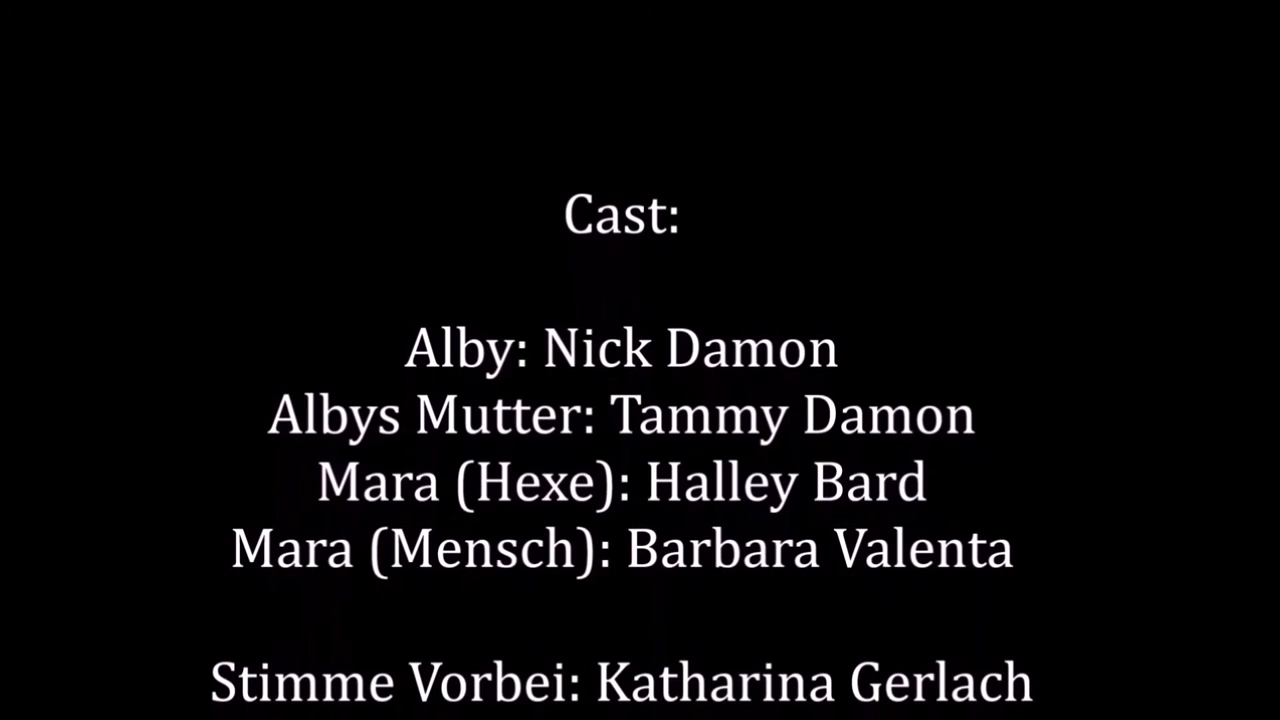 Cast:
Alby: Nick Damon
Albys Mutter: Tammy Damon
Mara (Hexe): Halley Bard
Mara (Mensch): Barbara Valenta
Stimme Vorbei: Katharina Gerlach